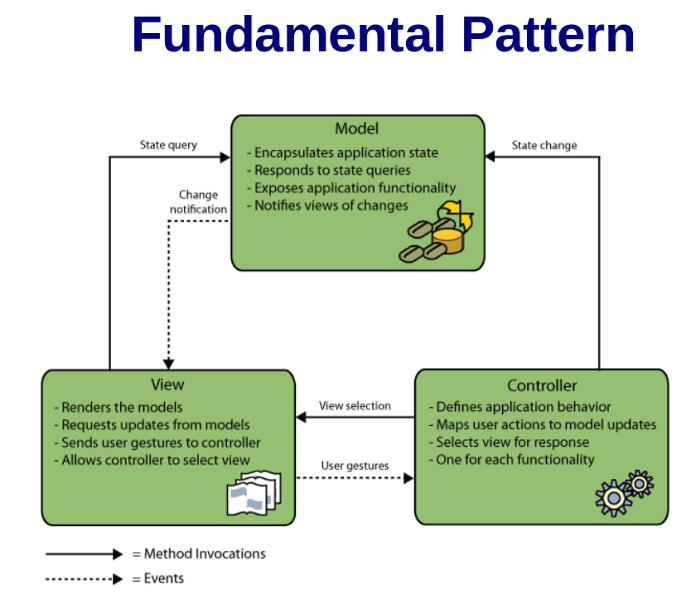 Fundamental Pattern
Model
- Encapsulates application state
- Responds to state queries
- Exposes application functionality
- Notifies views of changes
State query
State change
Change
notification
View
- Renders the models
- Requests updates from models
- Sends user gestures to controller
- Allows controller to select view
View selection
User gestures
Controller
- Defines application behavior
- Maps user actions to model updates
- Selects view for response
- One for each functionality
= Method Invocations
= Events